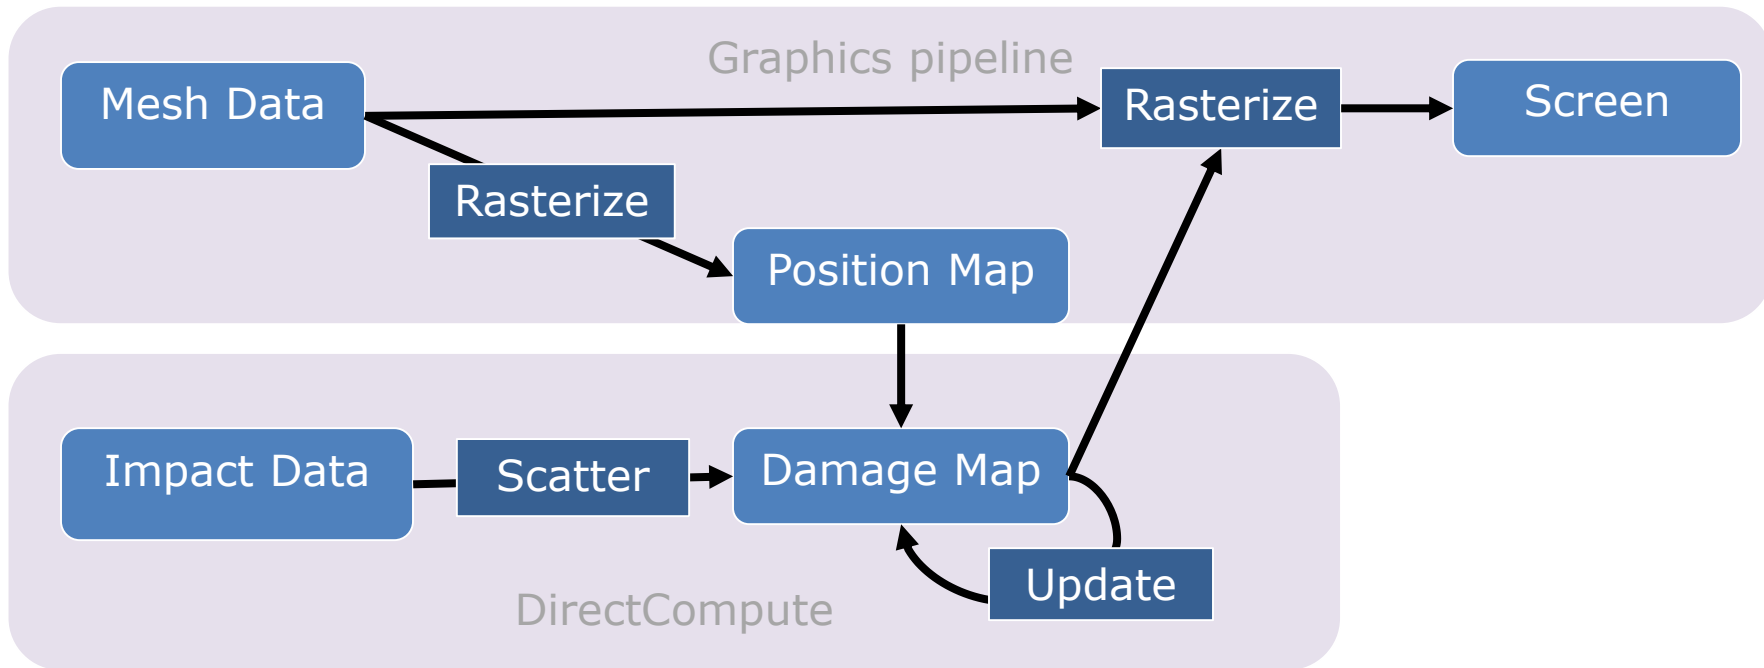 Graphics pipeline
Mesh Data
Rasterize
Screen
Rasterize
Position Map
Impact Data
Scatter
Damage Map
Update
DirectCompute